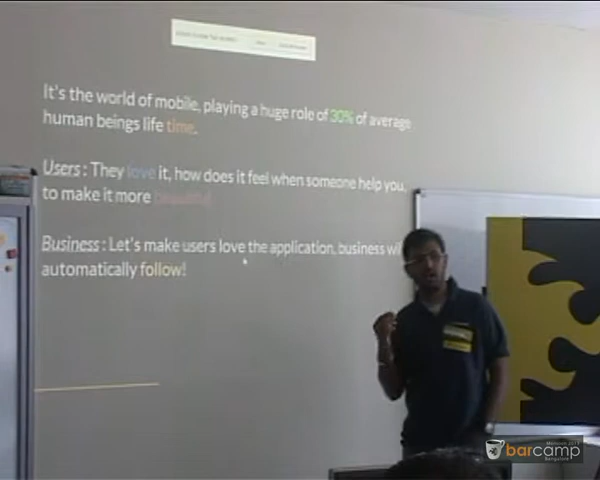 It's the world of mobile, playing a huge role of 30% of average
human beings life time.
Users : They love it, how does it feel when someone help you,
to make it more
Business : Let's make users love the application, business wi
automatically follow!
barcamp
Bangalore